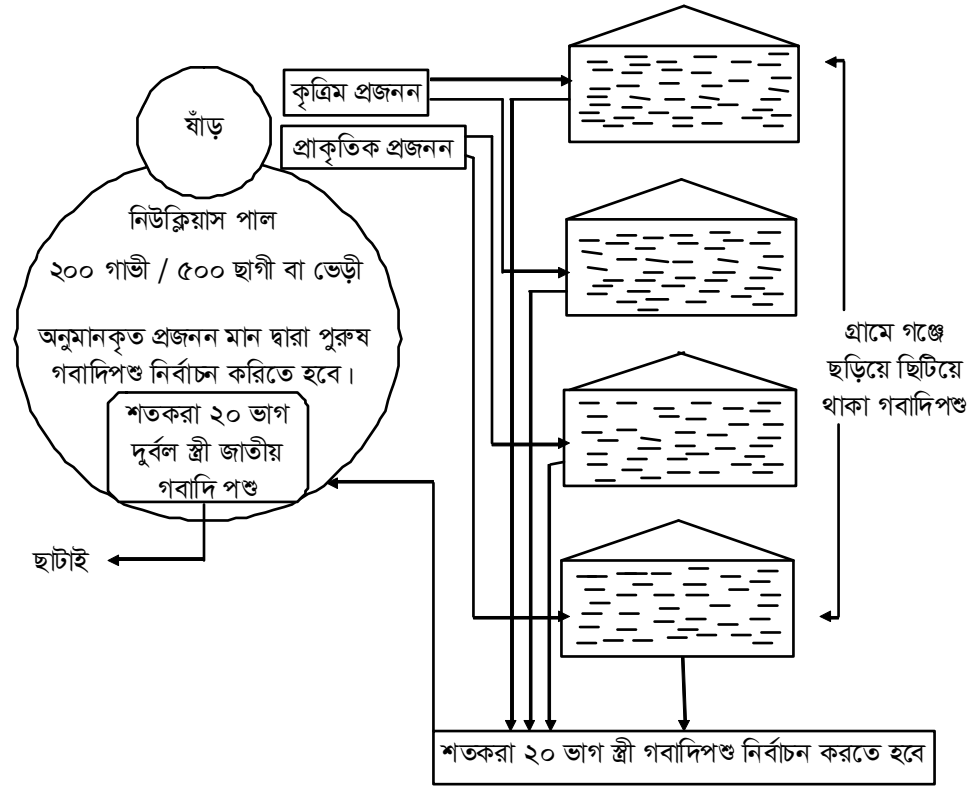 ষাঁড়
কৃত্রিম প্রজনন
প্রাকৃতিক প্রজনন
নিউক্লিয়াস পাল
২০০ গাভী / ৫০০ ছাগী বা ভেড়ী
অনুমানকৃত প্রজনন মান দ্বারা পুরুষ
গবাদিপশু নির্বাচন করিতে হবে।
শতকরা ২০ ভাগ
দুর্বল স্ত্রী জাতীয়
গবাদি পশু
ছাটাই
গ্রামে গঞ্জে
ছড়িয়ে ছিটিয়ে
থাকা গবাদিপশু
শতকরা ২০ ভাগ স্ত্রী গবাদিপশু নির্বাচন করতে হবে